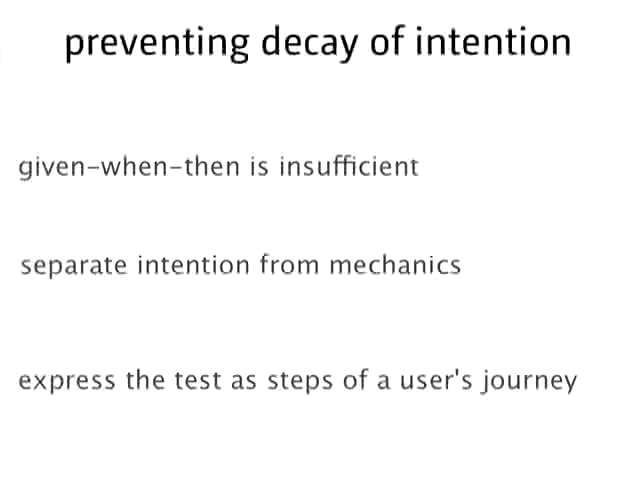 preventing decay of intention
given-when-then is insufficient
separate intention from mechanics
express the test as steps of a user's journey